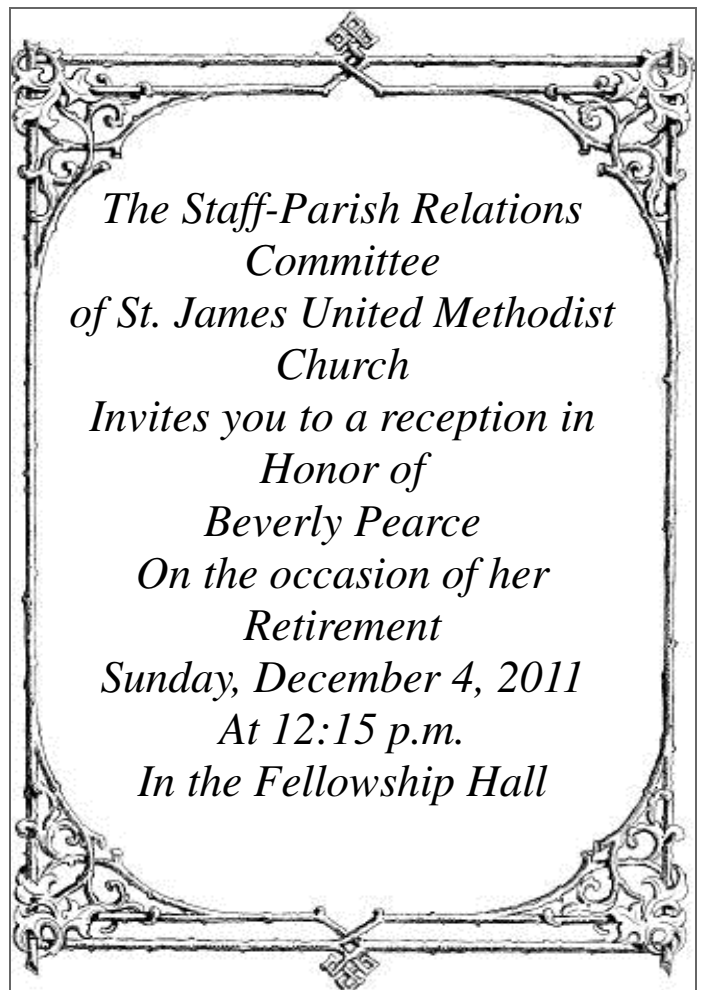 The Staff-Parish Relations
Committee
of St. James United Methodist
Church
Invites you to a reception in
Honor of
Beverly Pearce
On the occasion of her
Retirement
Sunday, December 4, 2011
At 12:15 p.m.
In the Fellowship Hall